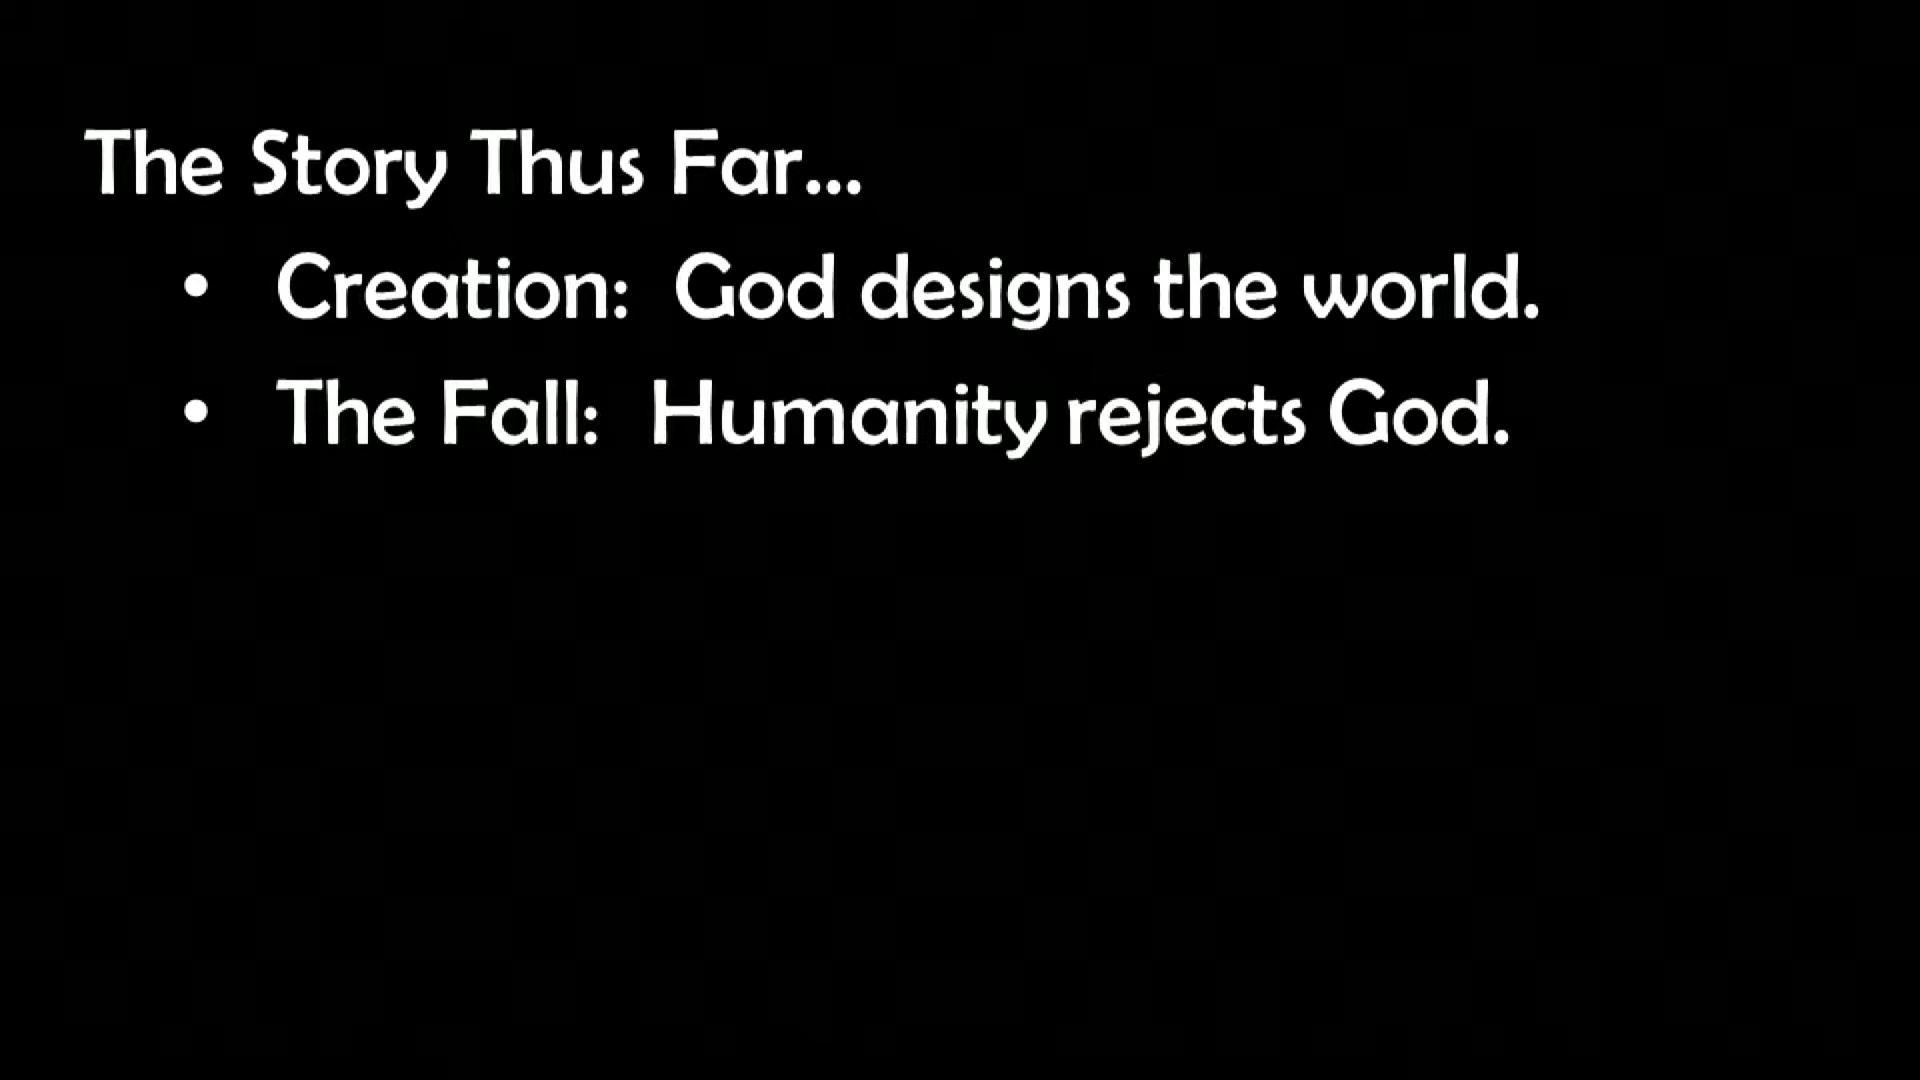 The Story Thus Far...
• Creation:  God designs the world.
• The Fall:  Humanity rejects God.